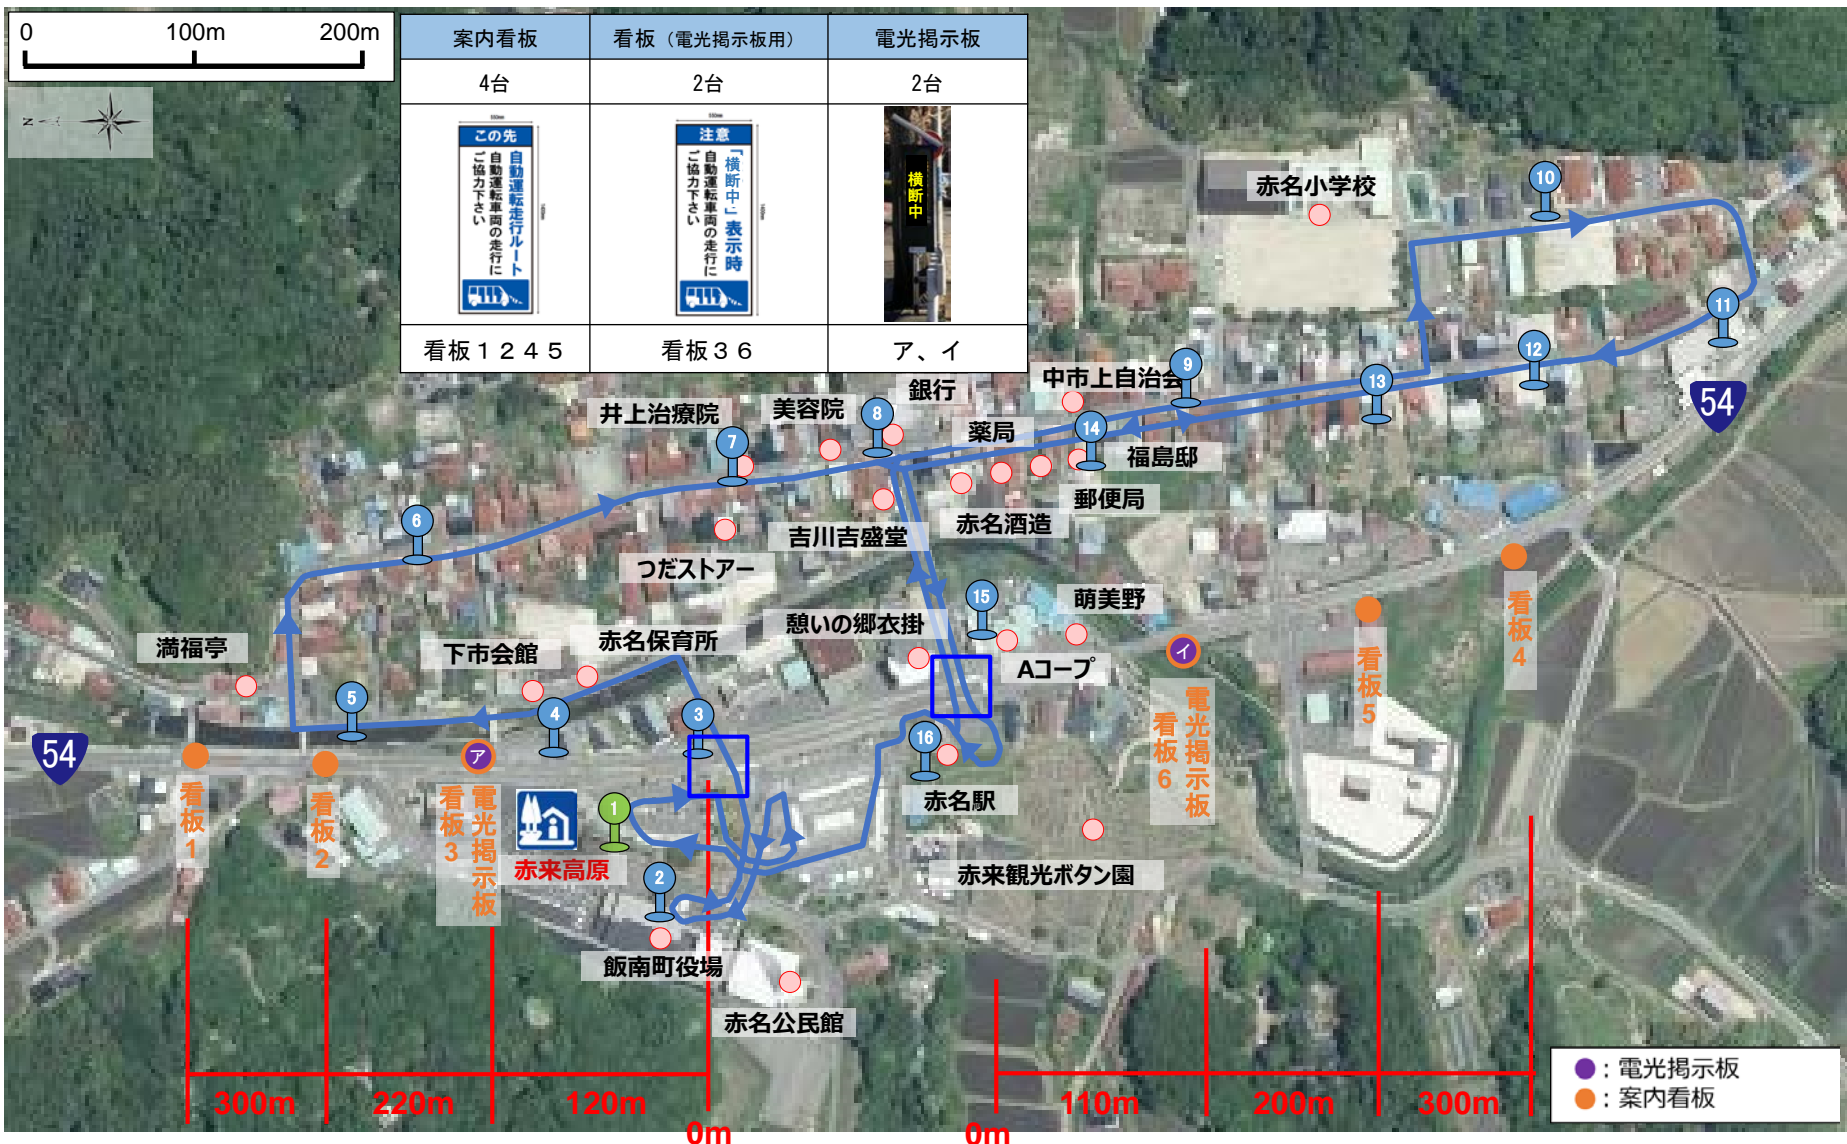 0 100m 200m
Z
案内看板 看板（電光掲示板用） 電光掲示板
4台 2台 2台
この先
自動運転走行ルート
自動運転車両の走行に
ご協力下さい
注意
「横断中」表示時
自動運転車両の走行に
ご協力下さい
横断中
看板１２４５ 看板３６ ア、イ
赤名小学校
10
11
12
54
中市上自治会
9
13
銀行
美容院
井上治療院
8
7
薬局
14
福島邸
郵便局
赤名酒造
吉川吉盛堂
つだストアー
6
15
萌美野
憩いの郷衣掛
Aコープ
赤名保育所
下市会館
満福亭
イ
看板4
看板5
電光掲示板
看板6
5
4
3
16
赤名駅
54
ア
看板1
看板2
電光掲示板
看板3
1
赤来高原
2
赤来観光ボタン園
飯南町役場
赤名公民館
300m 220m 120m 0m
0m 110m 200m 300m
：電光掲示板
：案内看板